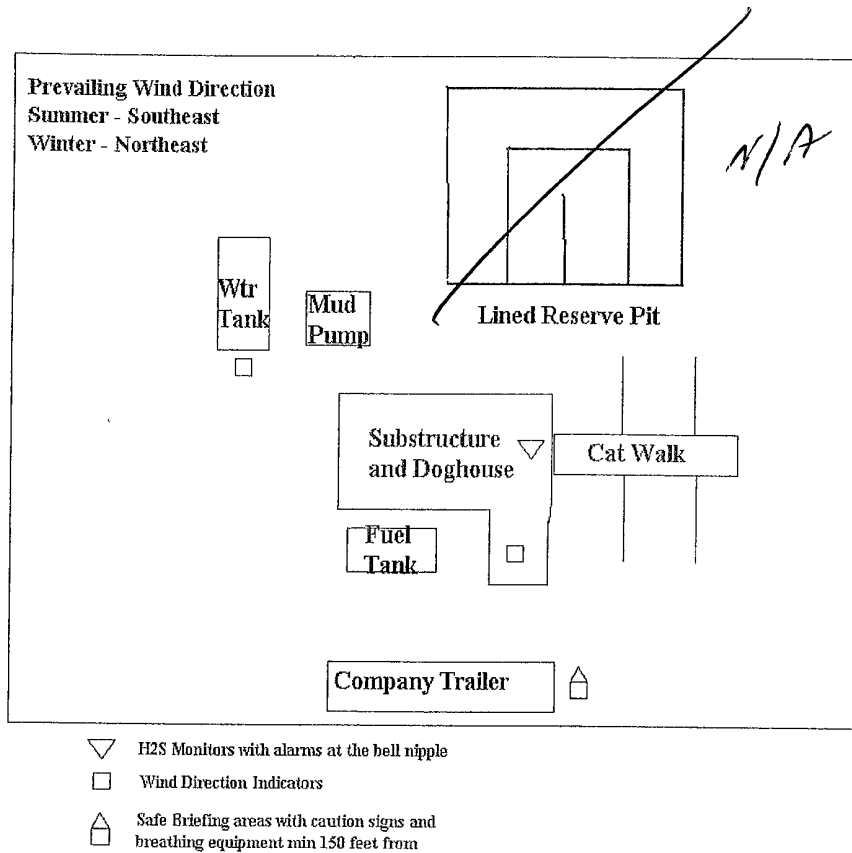 Prevailing Wind Direction
Summer - Southeast
Winter - Northeast
N/A
Wtr
Tank
Mud
Pump
Lined Reserve Pit
Substructure
and Doghouse
Cat Walk
Fuel
Tank
Company Trailer
H2S Monitors with alarms at the bell nipple
Wind Direction Indicators
Safe Briefing areas with caution signs and
breathing equipment min 150 feet from